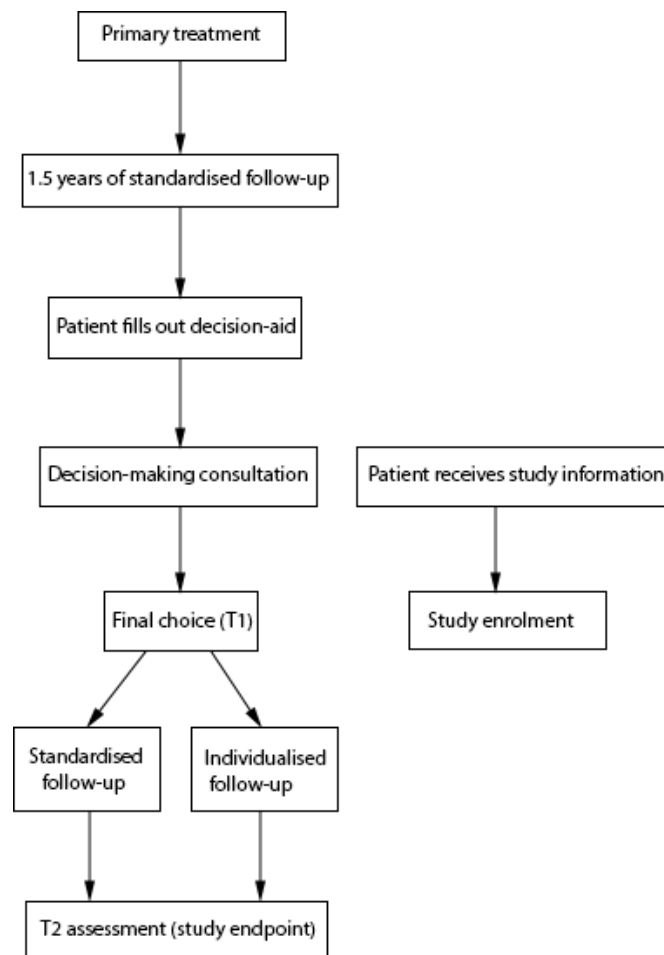 Primary treatment
1.5 years of standardised follow-up
Patient fills out decision-aid
Decision-making consultation
Patient receives study information
Final choice (T1)
Study enrolment
Standardised
follow-up
Individualised
follow-up
T2 assessment (study endpoint)